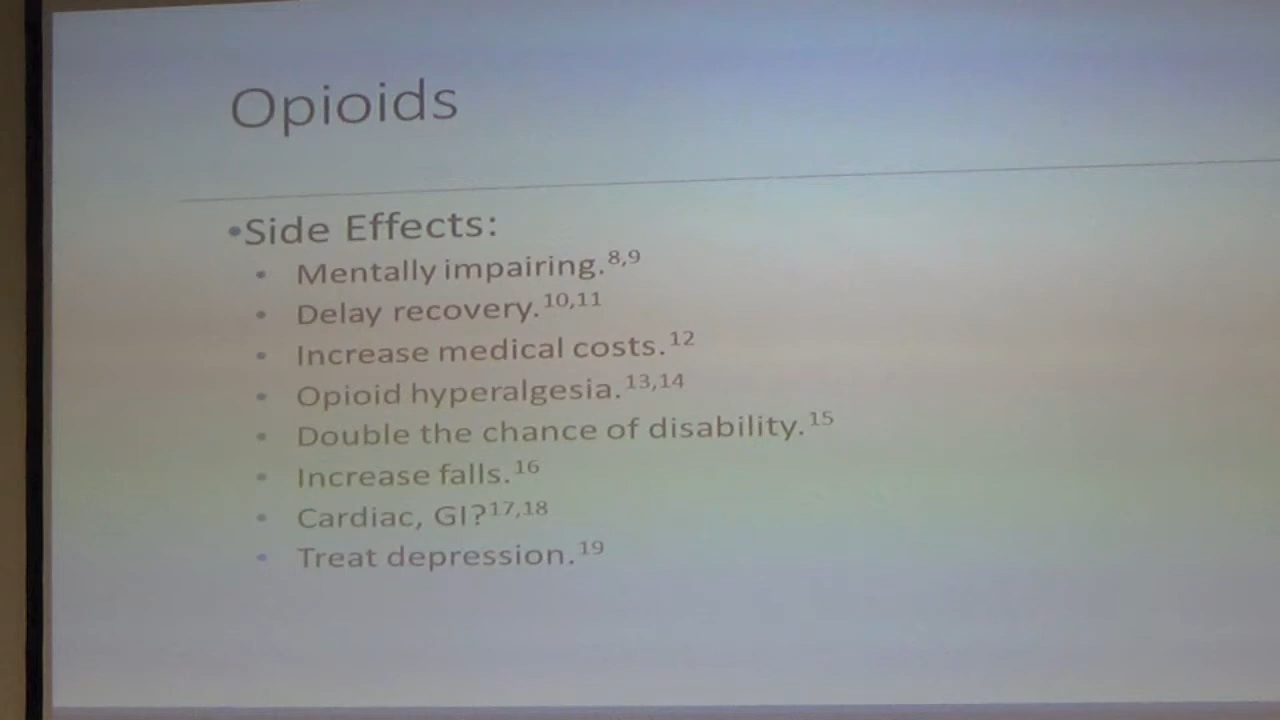 Opioids
•Side Effects:
• Mentally impairing.8,9
• Delay recovery.10,11
• Increase medical costs.12
• Opioid hyperalgesia.13,14
• Double the chance of disability.15
• Increase falls.16
• Cardiac, GI?17,18
• Treat depression.19